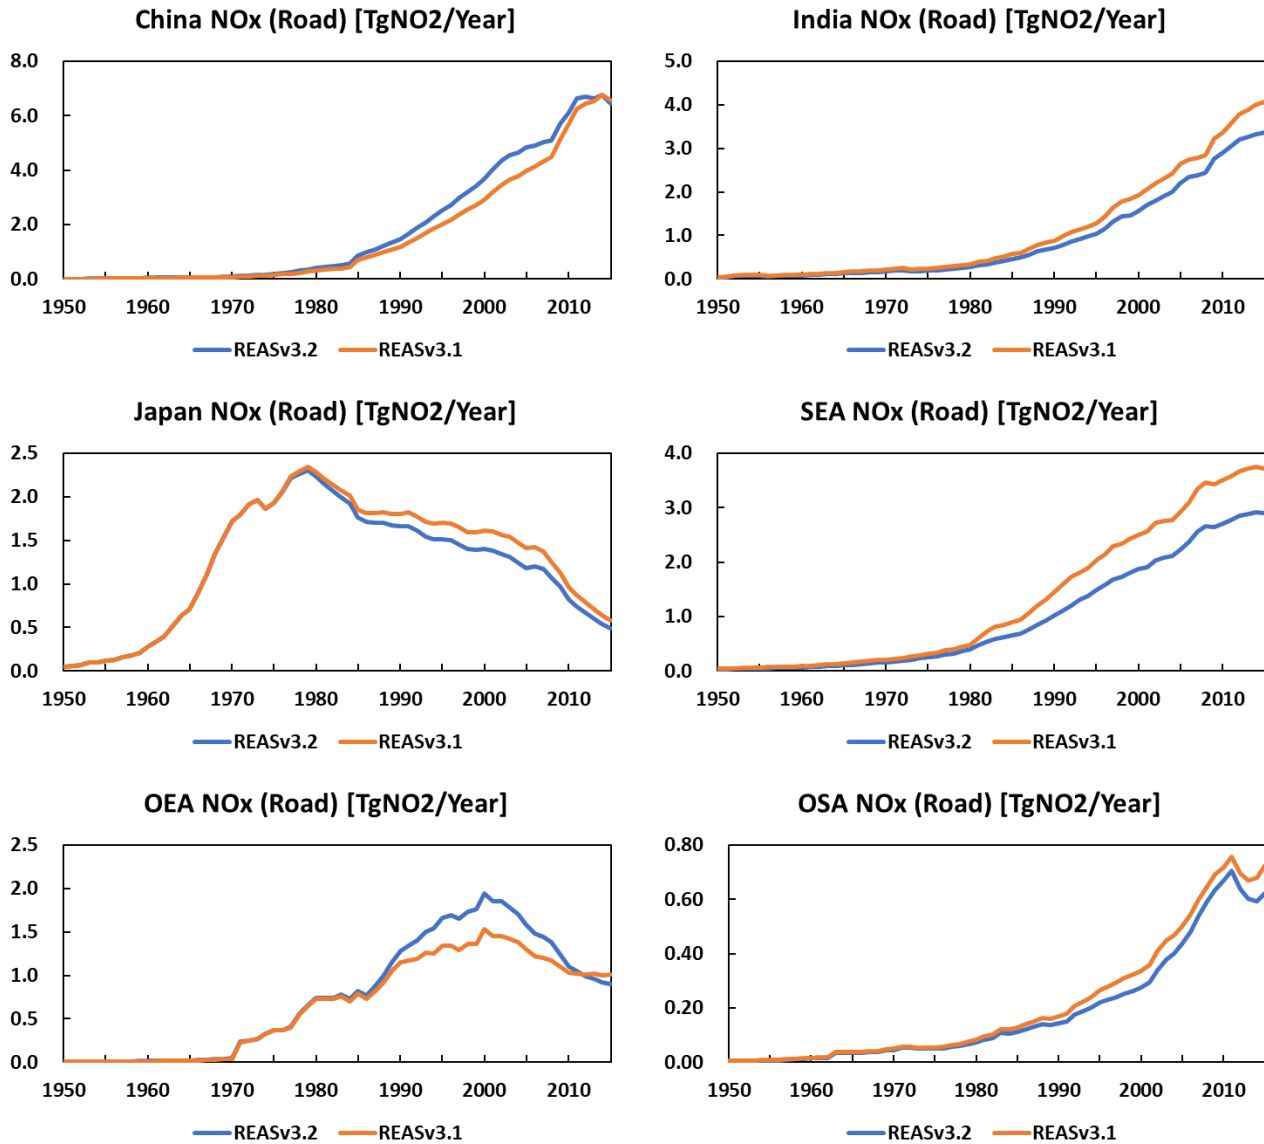 China NOx (Road) [TgNO2/Year]
8.0
6.0
4.0
2.0
0.0
1950 1960 1970 1980 1990 2000 2010
REASv3.2 REASv3.1
India NOx (Road) [TgNO2/Year]
5.0
4.0
3.0
2.0
1.0
0.0
1950 1960 1970 1980 1990 2000 2010
REASv3.2 REASv3.1
Japan NOx (Road) [TgNO2/Year]
2.5
2.0
1.5
1.0
0.5
0.0
1950 1960 1970 1980 1990 2000 2010
REASv3.2 REASv3.1
SEA NOx (Road) [TgNO2/Year]
4.0
3.0
2.0
1.0
0.0
1950 1960 1970 1980 1990 2000 2010
REASv3.2 REASv3.1
OEA NOx (Road) [TgNO2/Year]
2.5
2.0
1.5
1.0
0.5
0.0
1950 1960 1970 1980 1990 2000 2010
REASv3.2 REASv3.1
OSA NOx (Road) [TgNO2/Year]
0.80
0.60
0.40
0.20
0.00
1950 1960 1970 1980 1990 2000 2010
REASv3.2 REASv3.1